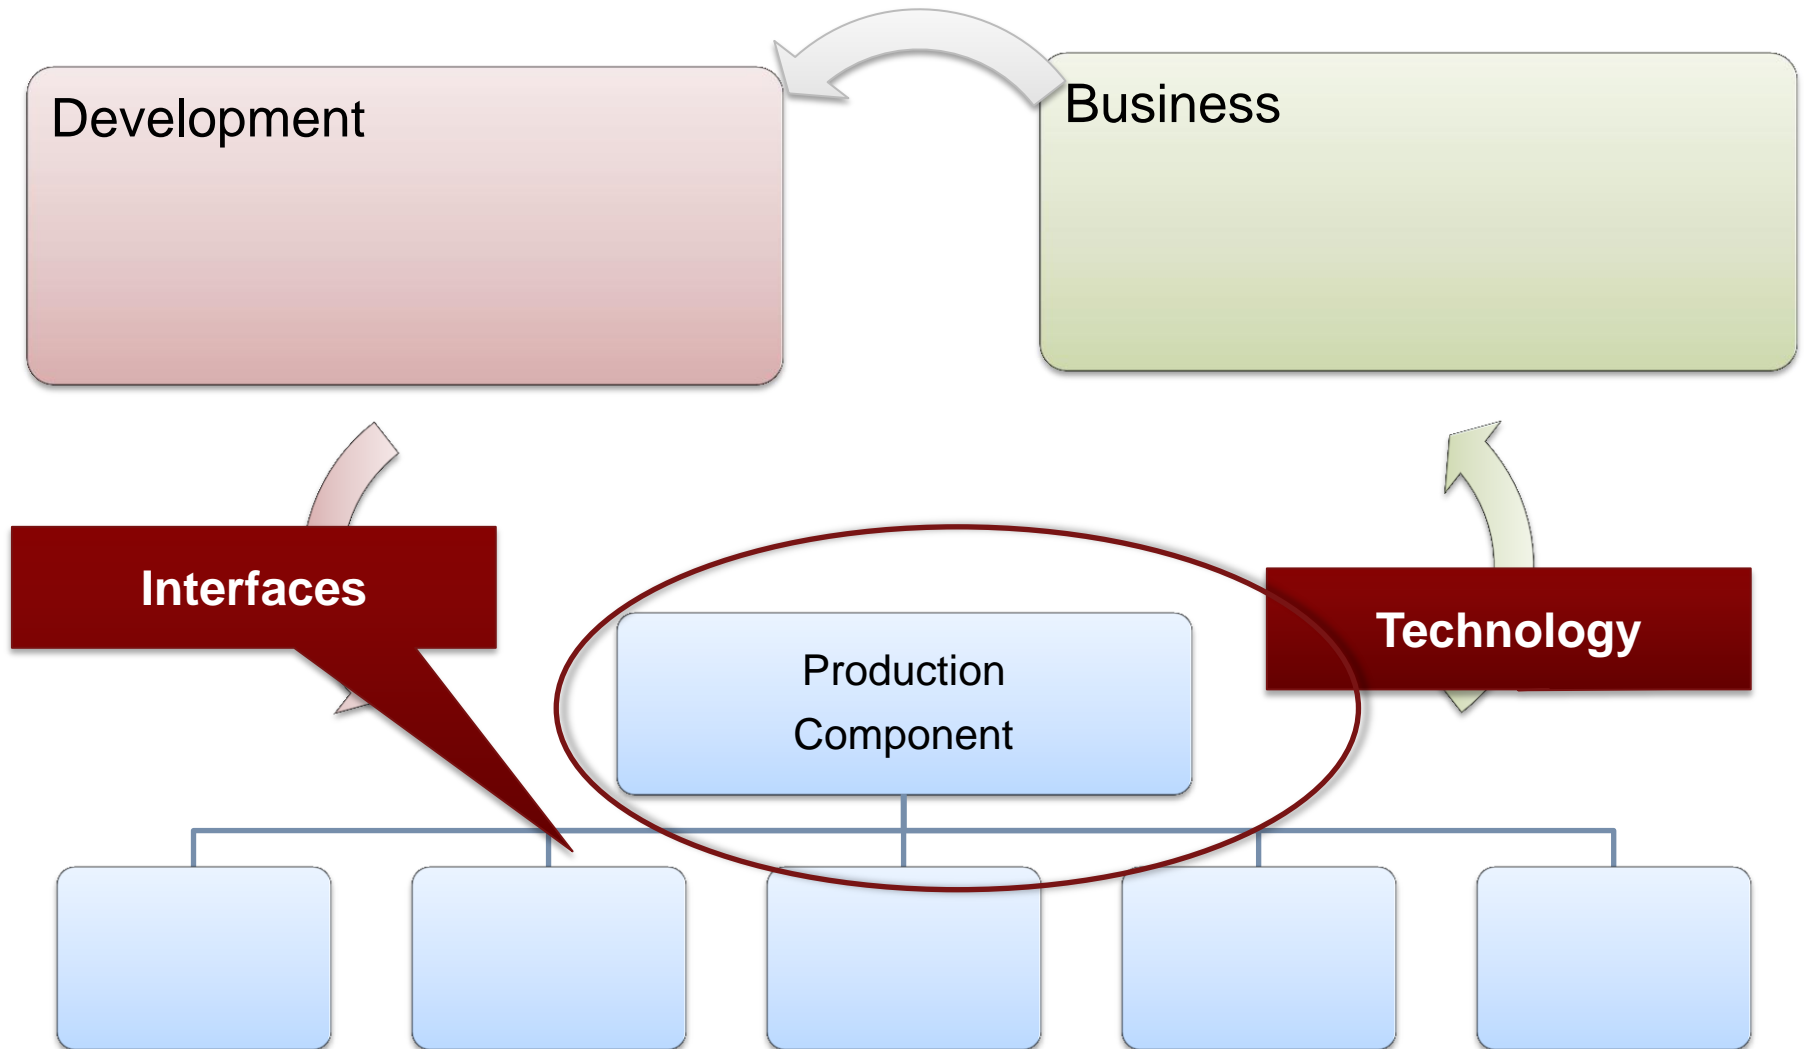 Development
Business
Interfaces
Technology
Production
Component